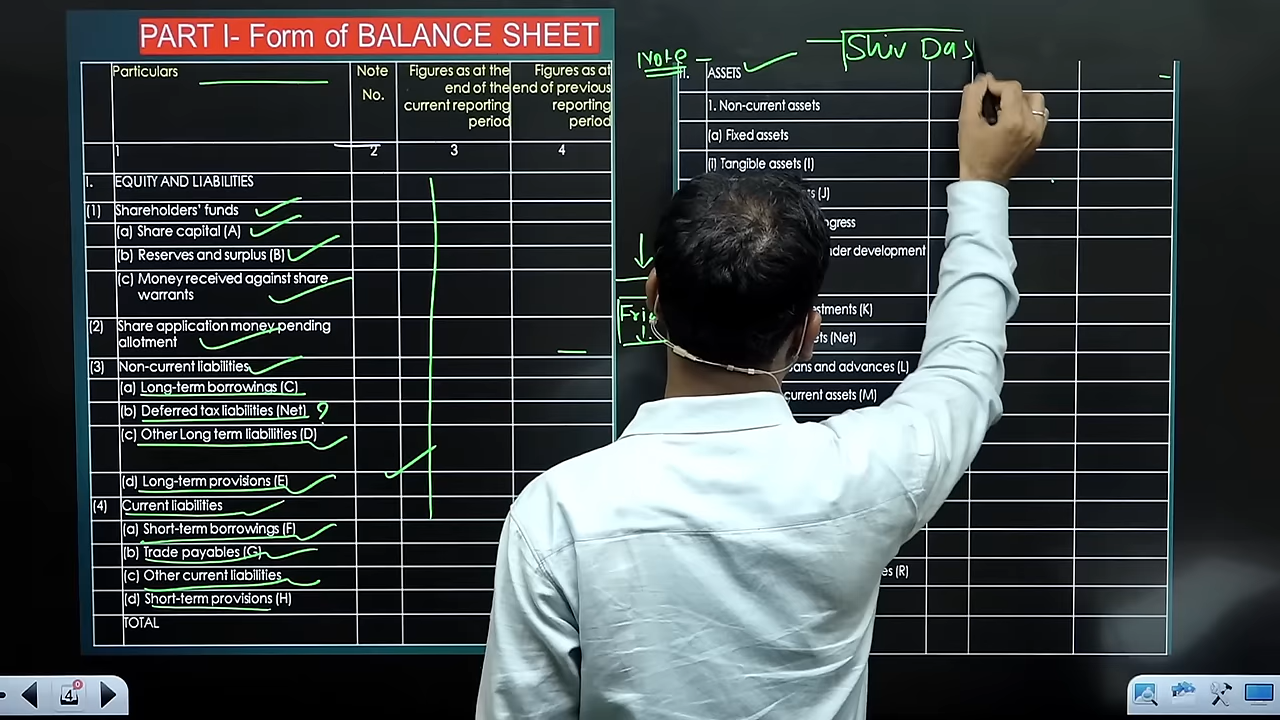 PART I- Form of BALANCE SHEET
Particulars
Note No.
Figures as at the end of the current reporting period
Figures as at end of previous reporting period
1 2 3 4
I. EQUITY AND LIABILITIES
(1) Shareholders' funds
(a) Share capital (A)
(b) Reserves and surplus (B)
(c) Money received against share
warrants
(2) Share application money pending
allotment
(3) Non-current liabilities
(a) Long-term borrowings (C)
(b) Deferred tax liabilities (Net) ?
(c) Other Long term liabilities (D)
(d) Long-term provisions (E)
(4) Current liabilities
(a) Short-term borrowings (F)
(b) Trade payables (G)
(c) Other current liabilities
(d) Short-term provisions (H)
TOTAL
Note
Shiv Das
II. ASSETS
1. Non-current assets
(a) Fixed assets
(i) Tangible assets (I)
(J)
nder development
stments (K)
(Net)
ans and advances (L)
current assets (M)
(R)
4
0